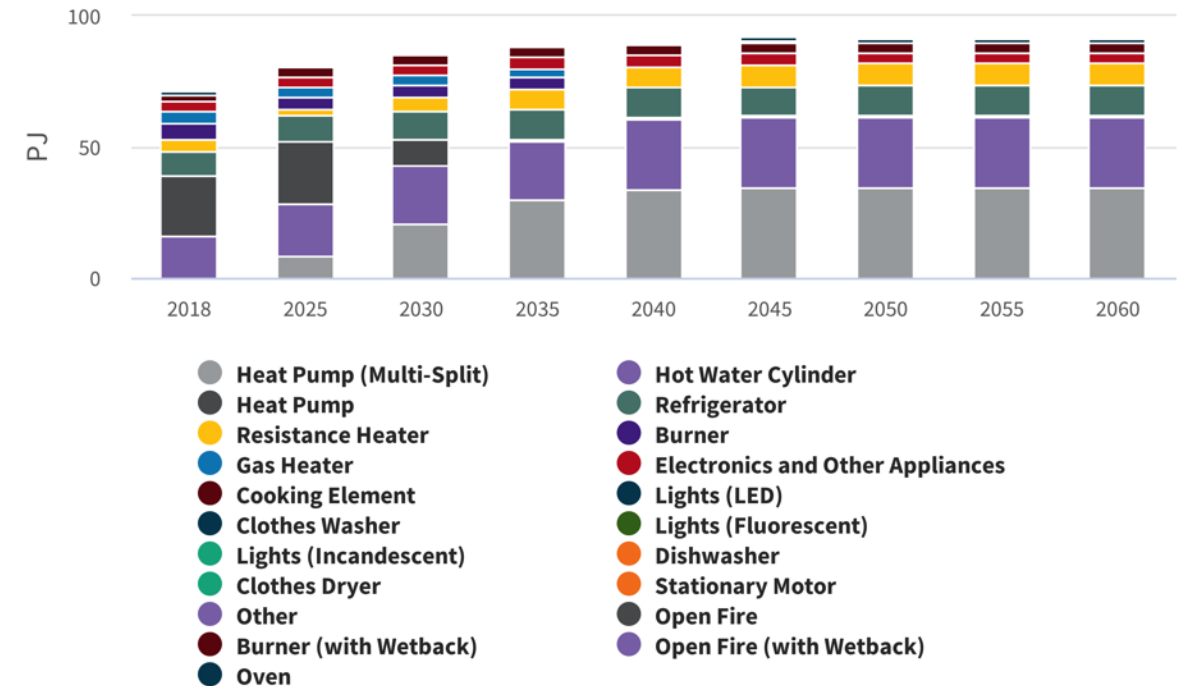 100
PJ
50
0
2018 2025 2030 2035 2040 2045 2050 2055 2060
Heat Pump (Multi-Split) Hot Water Cylinder
Heat Pump Refrigerator
Resistance Heater Burner
Gas Heater Electronics and Other Appliances
Cooking Element Lights (LED)
Clothes Washer Lights (Fluorescent)
Lights (Incandescent) Dishwasher
Clothes Dryer Stationary Motor
Other Open Fire
Burner (with Wetback) Open Fire (with Wetback)
Oven